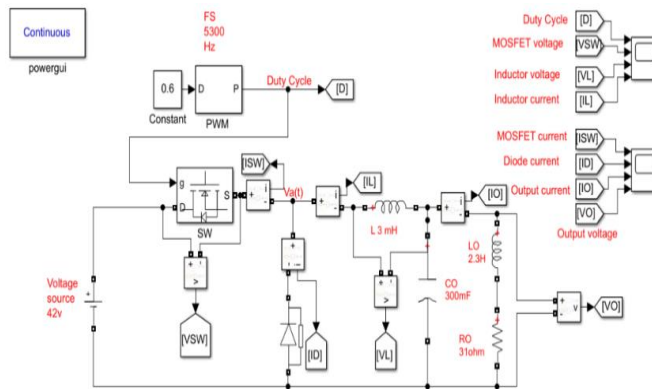 Continuous
powergui
FS
5300
Hz
0.6
Constant
D
P
PWM
Duty Cycle
[D]
Duty Cycle
[D]
MOSFET voltage
[VSW]
Inductor voltage
[VL]
Inductor current
[IL]
MOSFET current
[ISW]
Diode current
[ID]
Output current
[IO]
[VO]
Output voltage
g
D
S
SW
[ISW]
i
Va(t)
i
[IL]
i
[IO]
L 3 mH
LO
2.3H
CO
300mF
RO
31ohm
Voltage
source
42v
v
[VSW]
i
[ID]
v
[VL]
v
[VO]